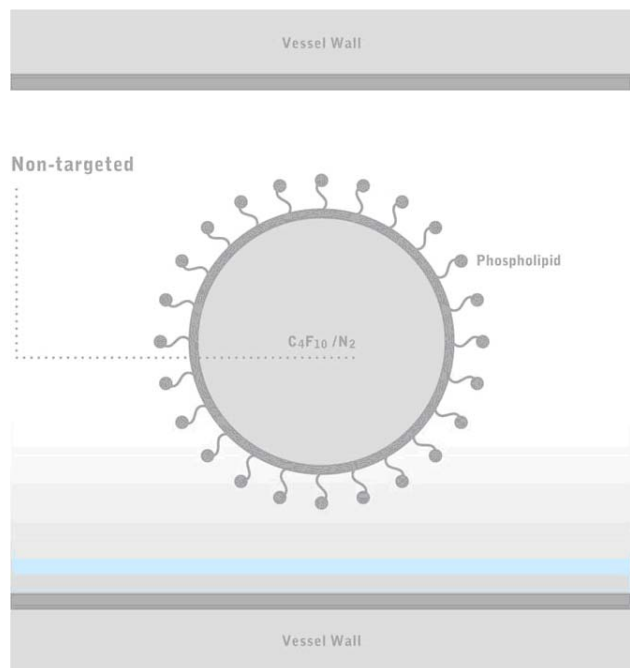 Vessel Wall
Non-targeted
Phospholipid
C₄F₁₀ /N₂
Vessel Wall